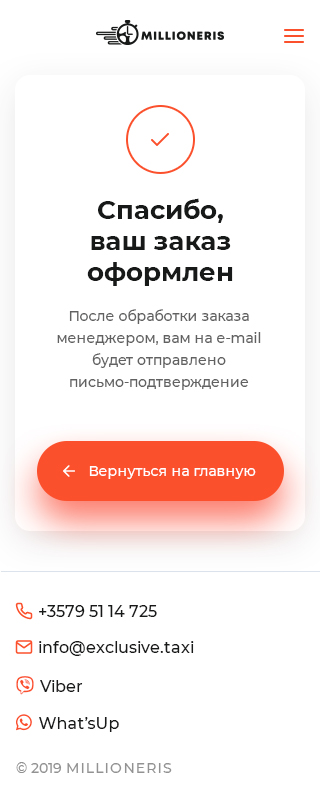 MILLIONERIS
Спасибо,
ваш заказ
оформлен
После обработки заказа
менеджером, вам на e-mail
будет отправлено
письмо-подтверждение
Вернуться на главную
+3579 51 14 725
info@exclusive.taxi
Viber
What’sUp
© 2019 MILLIONERIS